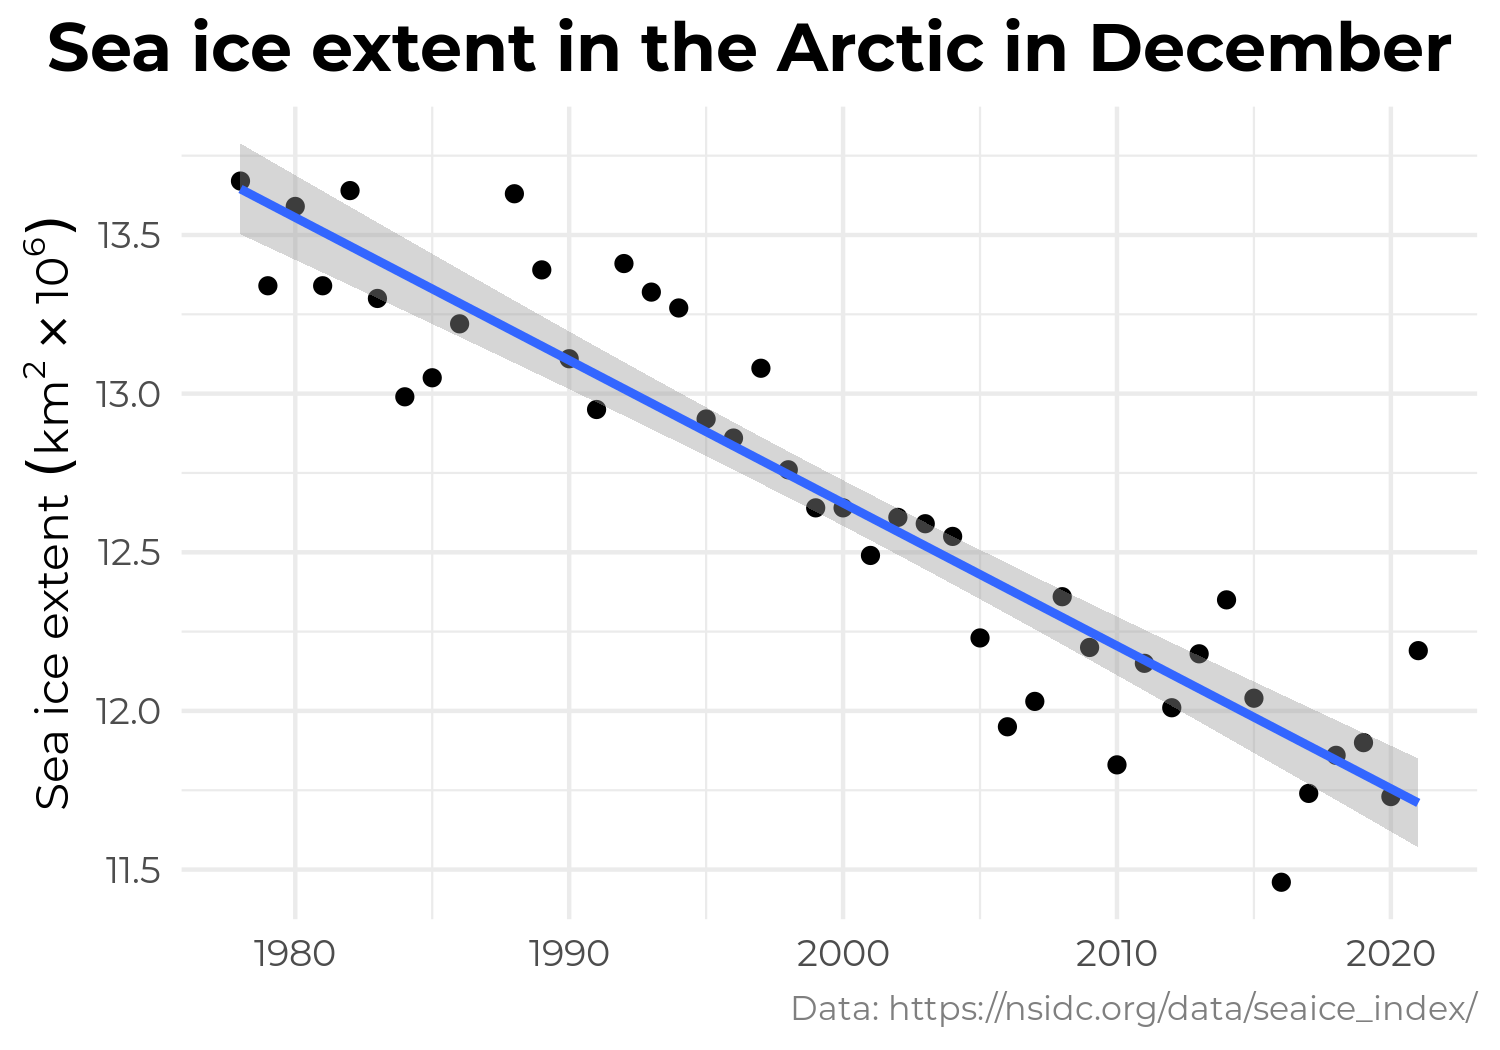 Sea ice extent in the Arctic in December
Sea ice extent (km² × 10⁶)
13.5
13.0
12.5
12.0
11.5
1980 1990 2000 2010 2020
Data: https://nsidc.org/data/seaice_index/